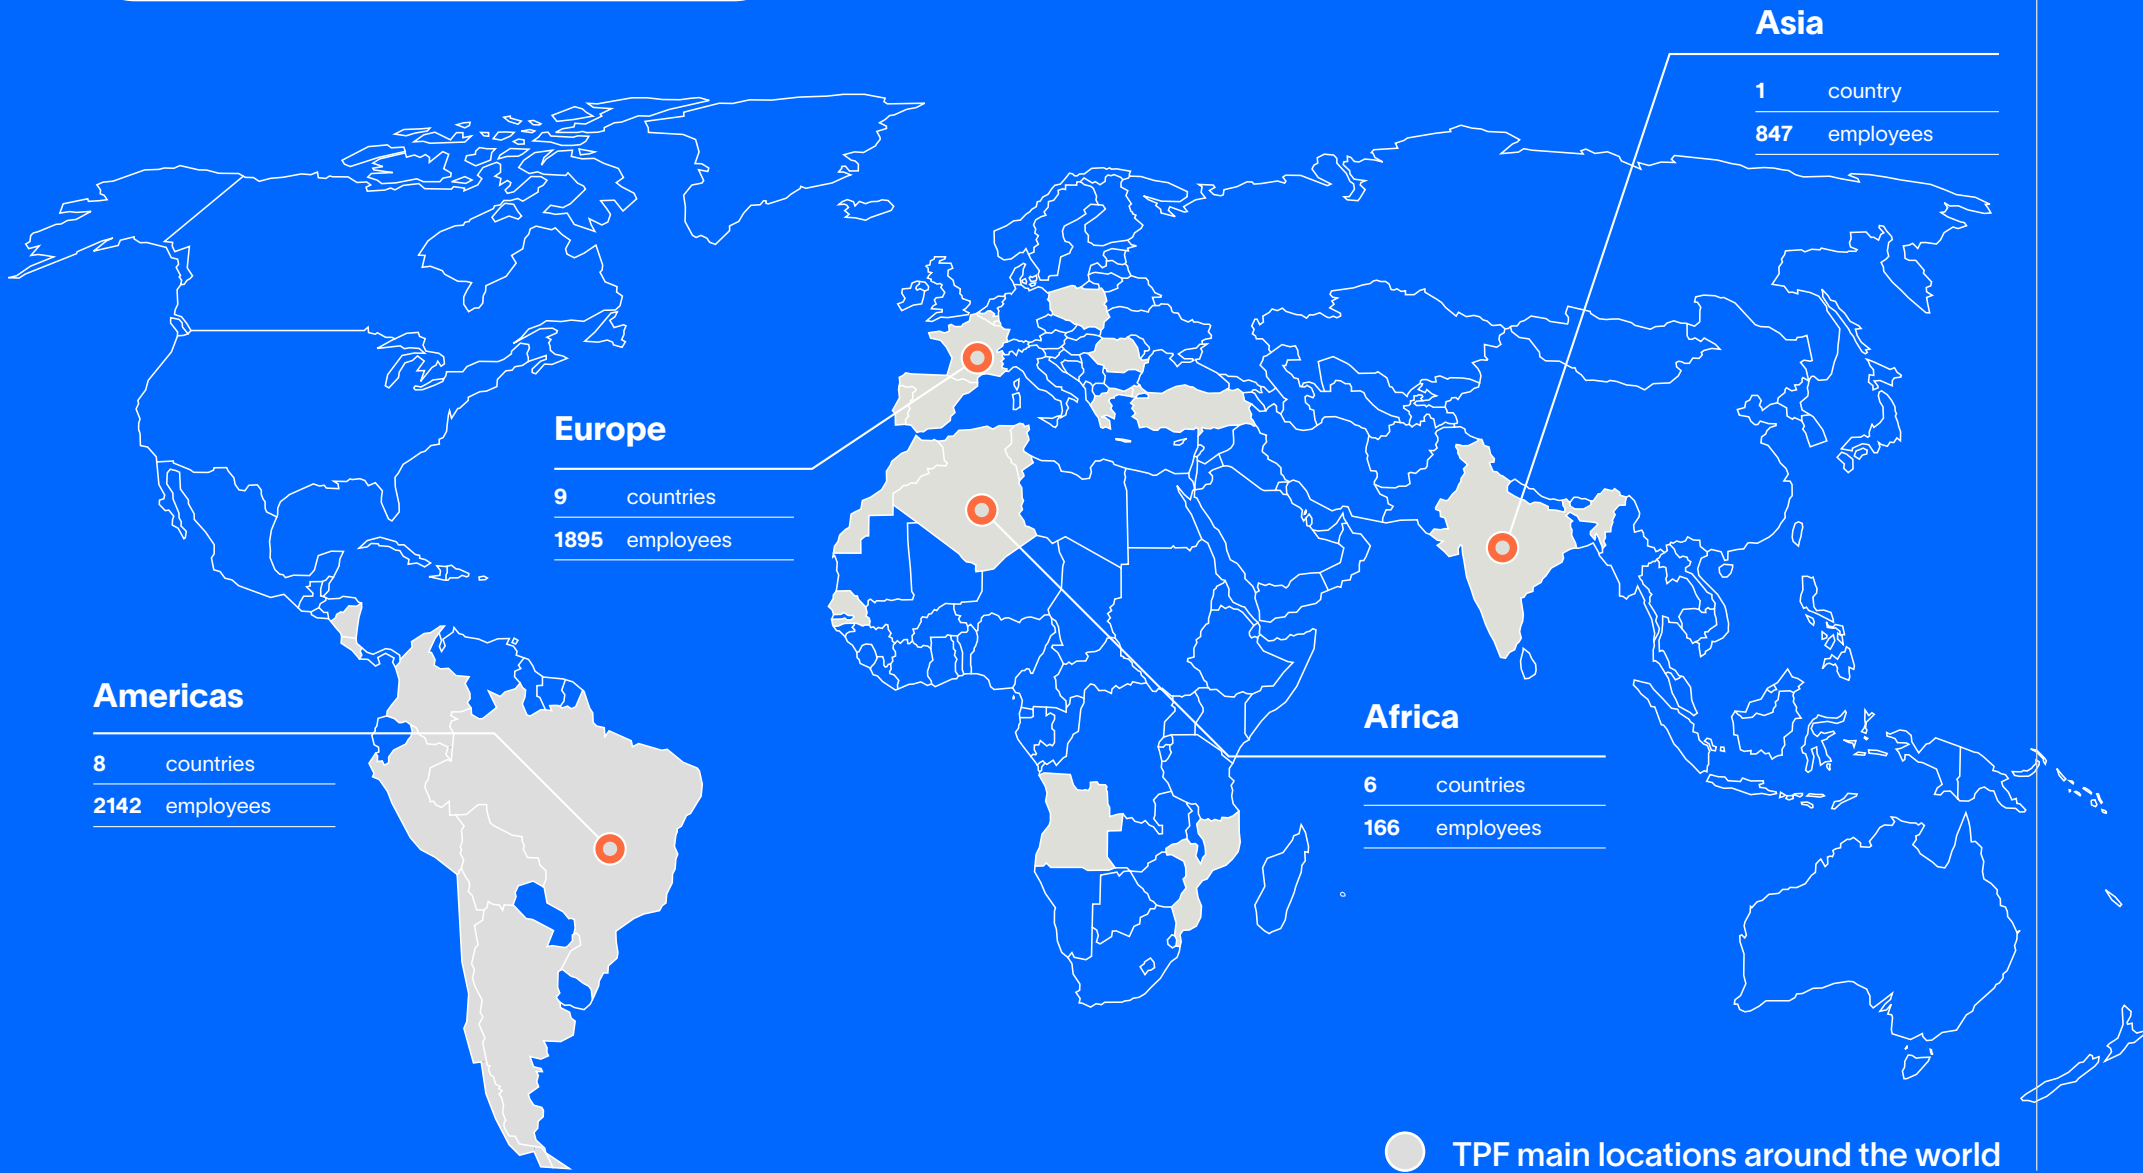 Asia
1 country
847 employees
Europe
9 countries
1895 employees
Americas
8 countries
2142 employees
Africa
6 countries
166 employees
TPF main locations around the world